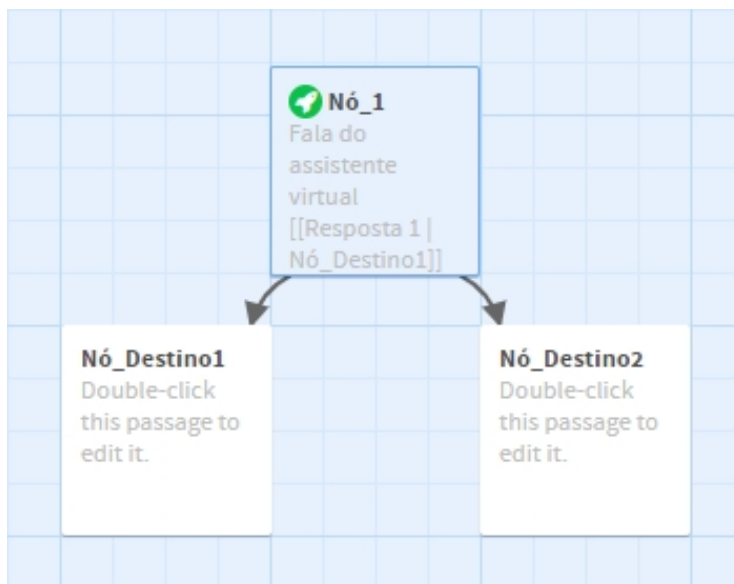 Nó_1
Fala do
assistente
virtual
[[Resposta 1 |
Nó_Destino1]]
Nó_Destino1
Double-click
this passage to
edit it.
Nó_Destino2
Double-click
this passage to
edit it.